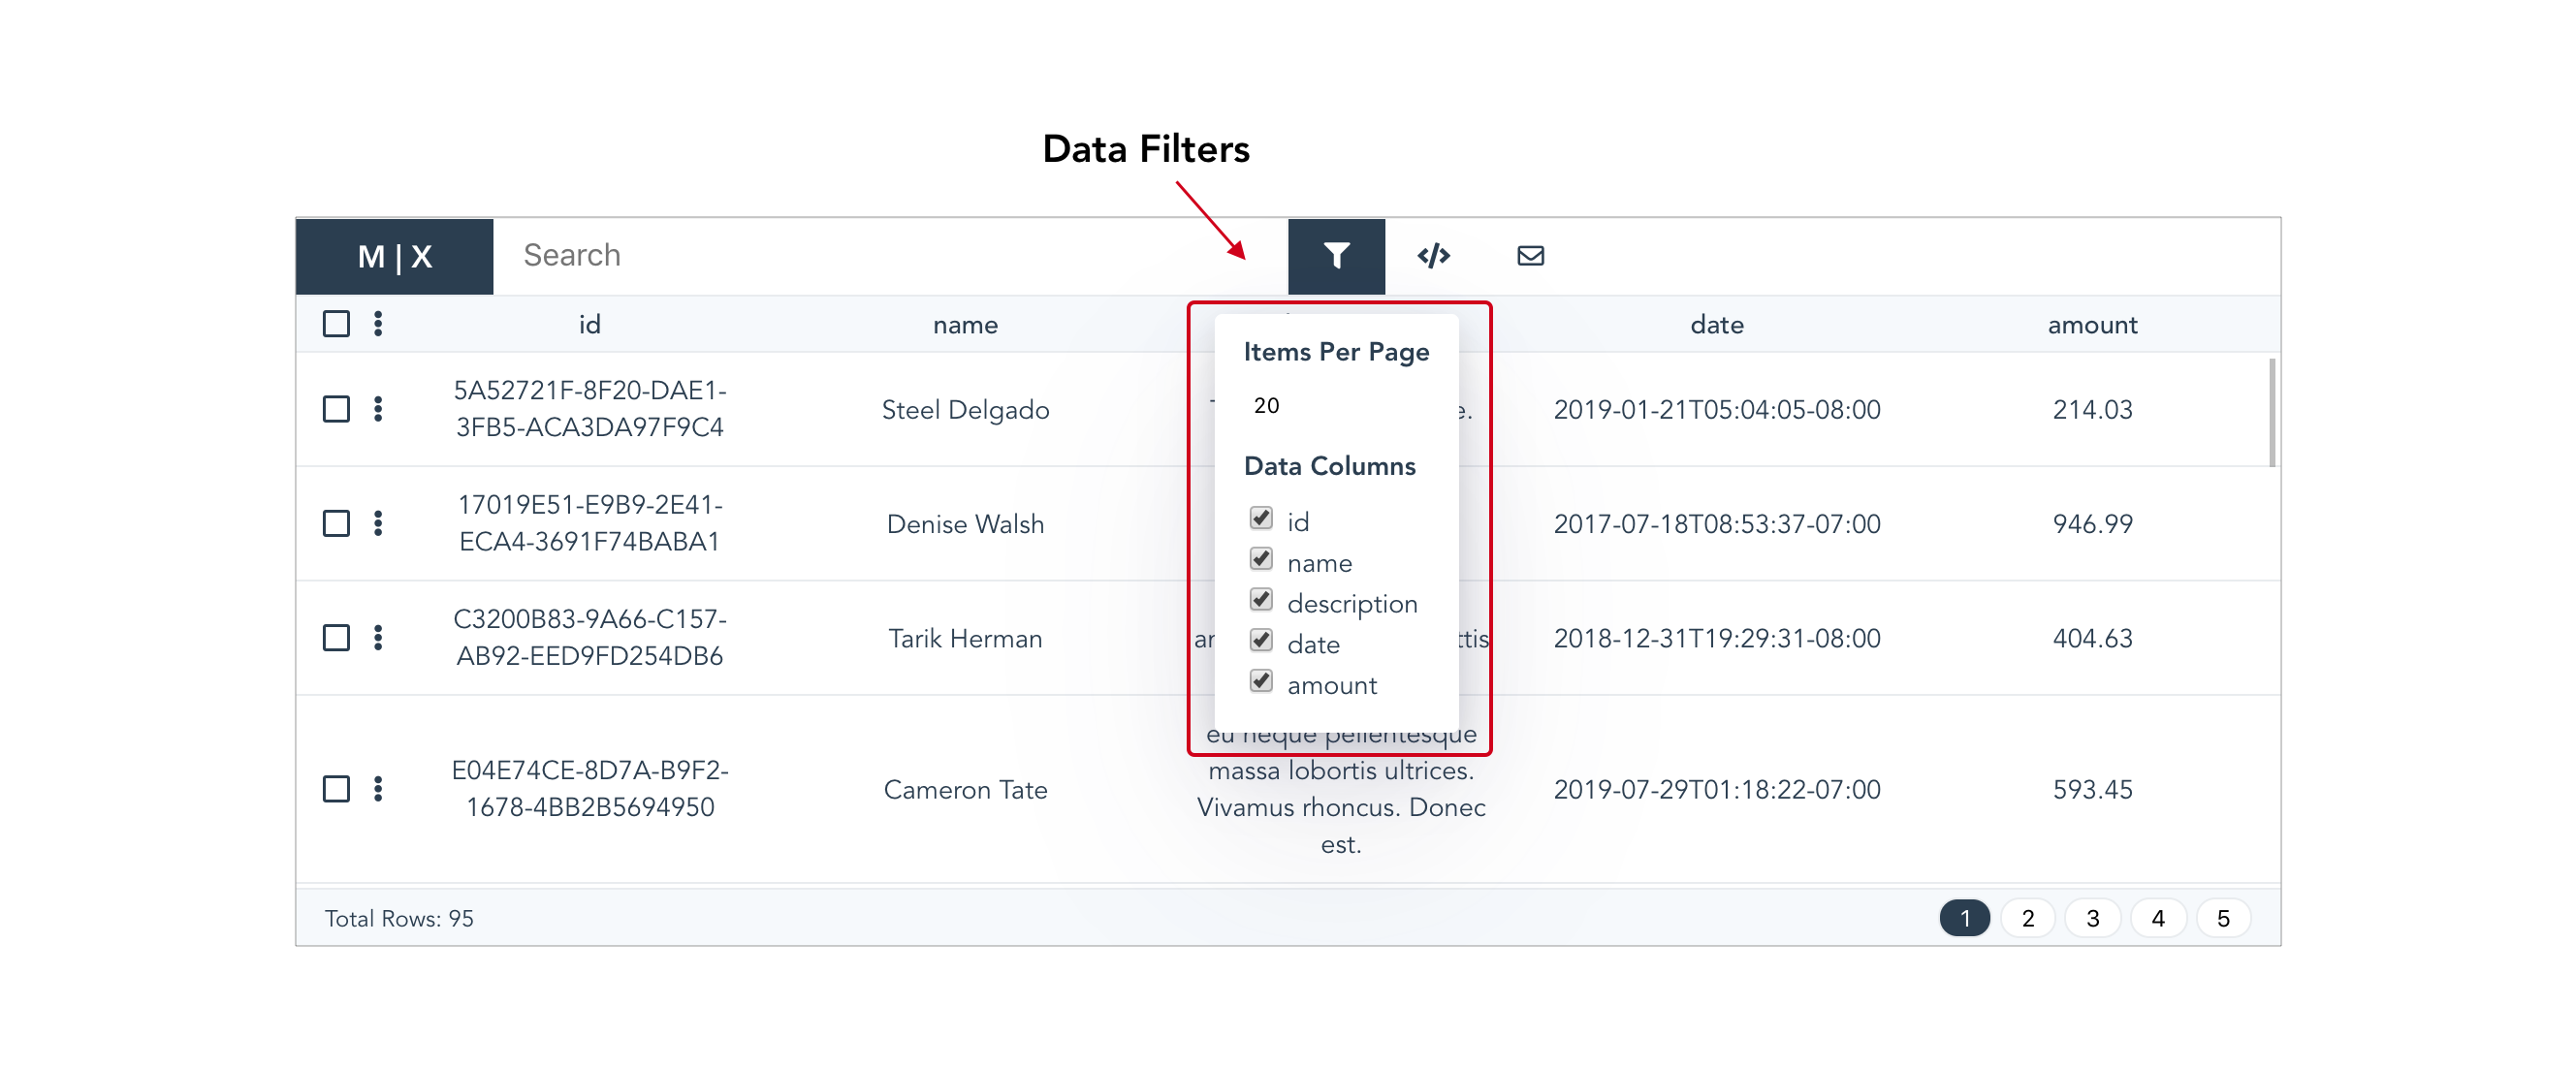 Data Filters
M | X
Search
id
name
date
amount
5A52721F-8F20-DAE1-
3FB5-ACA3DA97F9C4
Steel Delgado
2019-01-21T05:04:05-08:00
214.03
17019E51-E9B9-2E41-
ECA4-3691F74BABA1
Denise Walsh
2017-07-18T08:53:37-07:00
946.99
C3200B83-9A66-C157-
AB92-EED9FD254DB6
Tarik Herman
2018-12-31T19:29:31-08:00
404.63
E04E74CE-8D7A-B9F2-
1678-4BB2B5694950
Cameron Tate
eu neque pellentesque
massa lobortis ultrices.
Vivamus rhoncus. Donec
est.
2019-07-29T01:18:22-07:00
593.45
Items Per Page
20
Data Columns
id
name
description
date
amount
Total Rows: 95
1
2
3
4
5